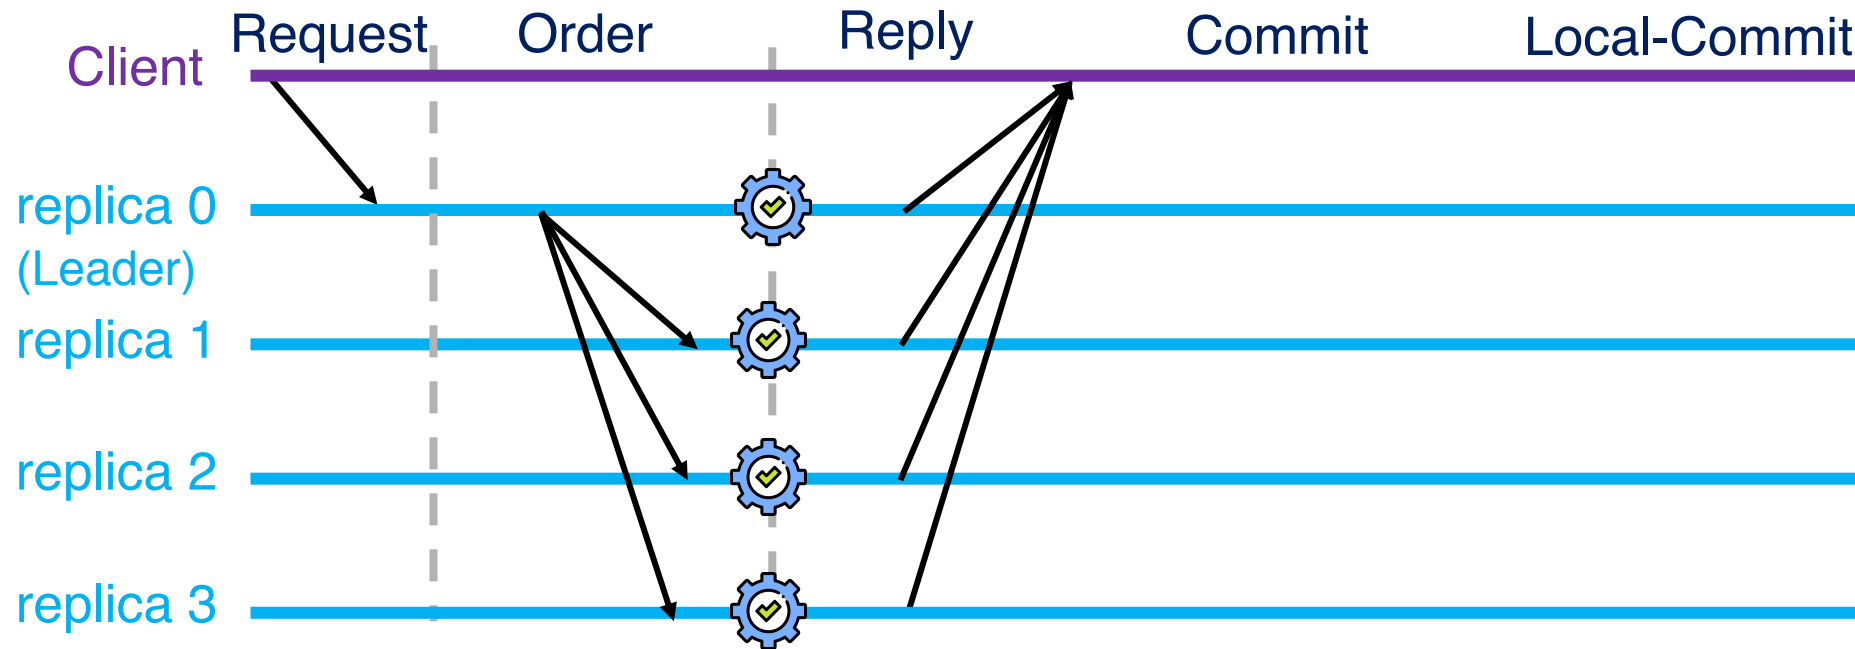 Request
Order
Reply
Commit
Local-Commit
Client
replica 0
(Leader)
replica 1
replica 2
replica 3